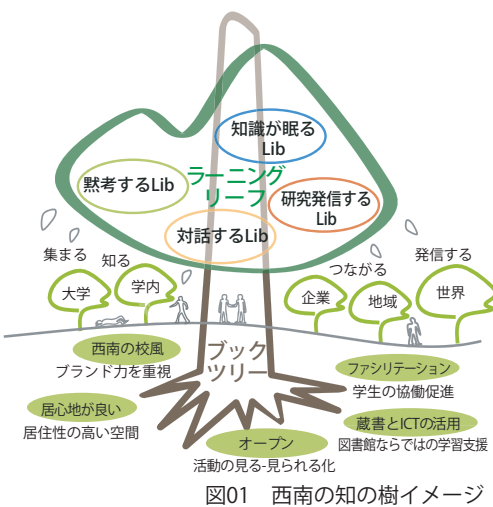 知識が眠る
Lib
黙考するLib
ラーニング
リーフ
研究発信する
Lib
対話するLib
集まる
知る
つながる
発信する
大学
学内
企業
地域
世界
ブック
ツリー
西南の校風
ブランド力を重視
ファシリテーション
学生の協働促進
居心地が良い
居住性の高い空間
蔵書とICTの活用
図書館ならではの学習支援
オープン
活動の見る-見られる化
図01 西南の知の樹イメージ